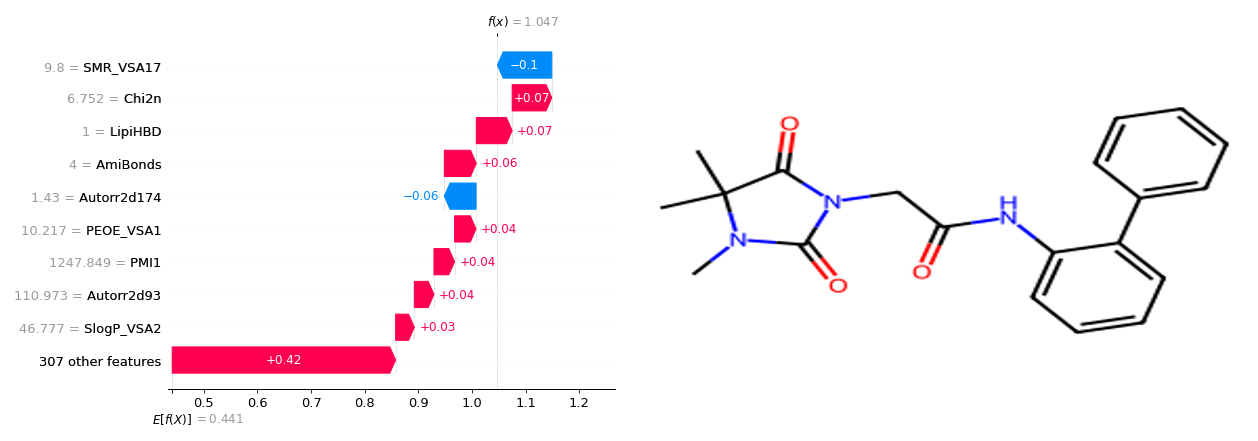 f(x) = 1.047
9.8 = SMR_VSA17
−0.1
6.752 = Chi2n
+0.07
1 = LipiHBD
+0.07
4 = AmiBonds
+0.06
1.43 = Autorr2d174
−0.06
10.217 = PEOE_VSA1
+0.04
1247.849 = PMI1
+0.04
110.973 = Autorr2d93
+0.04
46.777 = SlogP_VSA2
+0.03
307 other features
+0.42
0.5 0.6 0.7 0.8 0.9 1.0 1.1 1.2
E[f(X)] = 0.441
O
H
N
N
N
O
O